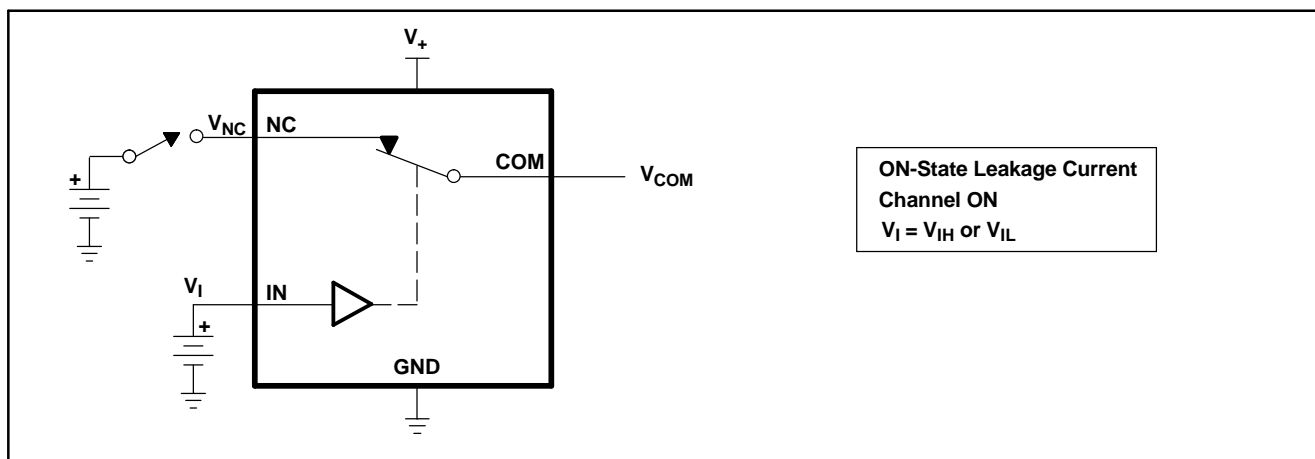 V+
VNC NC
COM
VCOM
+
VI IN
+
GND
ON-State Leakage Current
Channel ON
VI = VIH or VIL